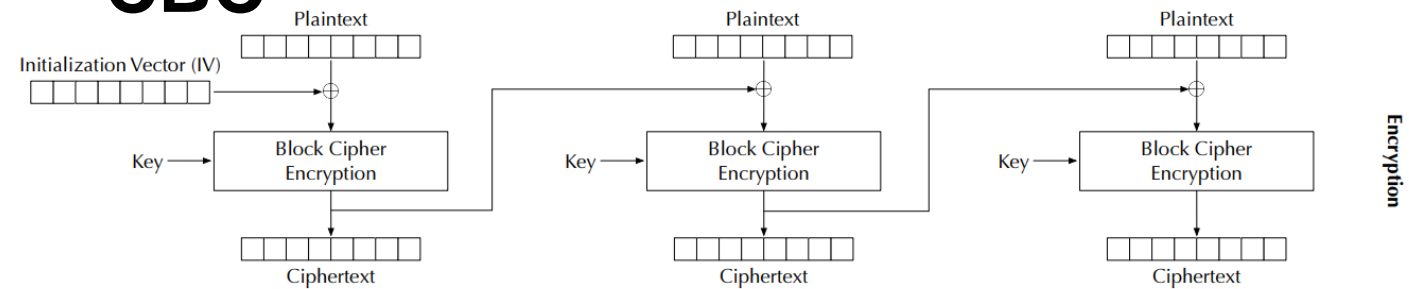 CBC
Plaintext
Plaintext
Plaintext
Initialization Vector (IV)
Key
Block Cipher
Encryption
Key
Block Cipher
Encryption
Key
Block Cipher
Encryption
Encryption
Ciphertext
Ciphertext
Ciphertext